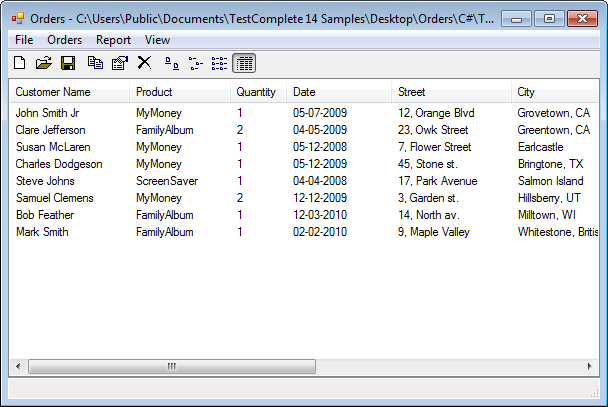 Orders - C:\Users\Public\Documents\TestComplete 14 Samples\Desktop\Orders\C#\T...
File Orders Report View
Customer Name Product Quantity Date Street City
John Smith Jr MyMoney 1 05-07-2009 12, Orange Blvd Grovetown, CA
Clare Jefferson FamilyAlbum 2 04-05-2009 23, Owk Street Greentown, CA
Susan McLaren MyMoney 1 05-12-2008 7, Flower Street Earlcastle
Charles Dodgeson MyMoney 1 05-12-2009 45, Stone st. Bringtone, TX
Steve Johns ScreenSaver 1 04-04-2008 17, Park Avenue Salmon Island
Samuel Clemens MyMoney 2 12-12-2009 3, Garden st. Hillsberry, UT
Bob Feather FamilyAlbum 1 12-03-2010 14, North av. Milltown, WI
Mark Smith FamilyAlbum 1 02-02-2010 9, Maple Valley Whitestone, Britis